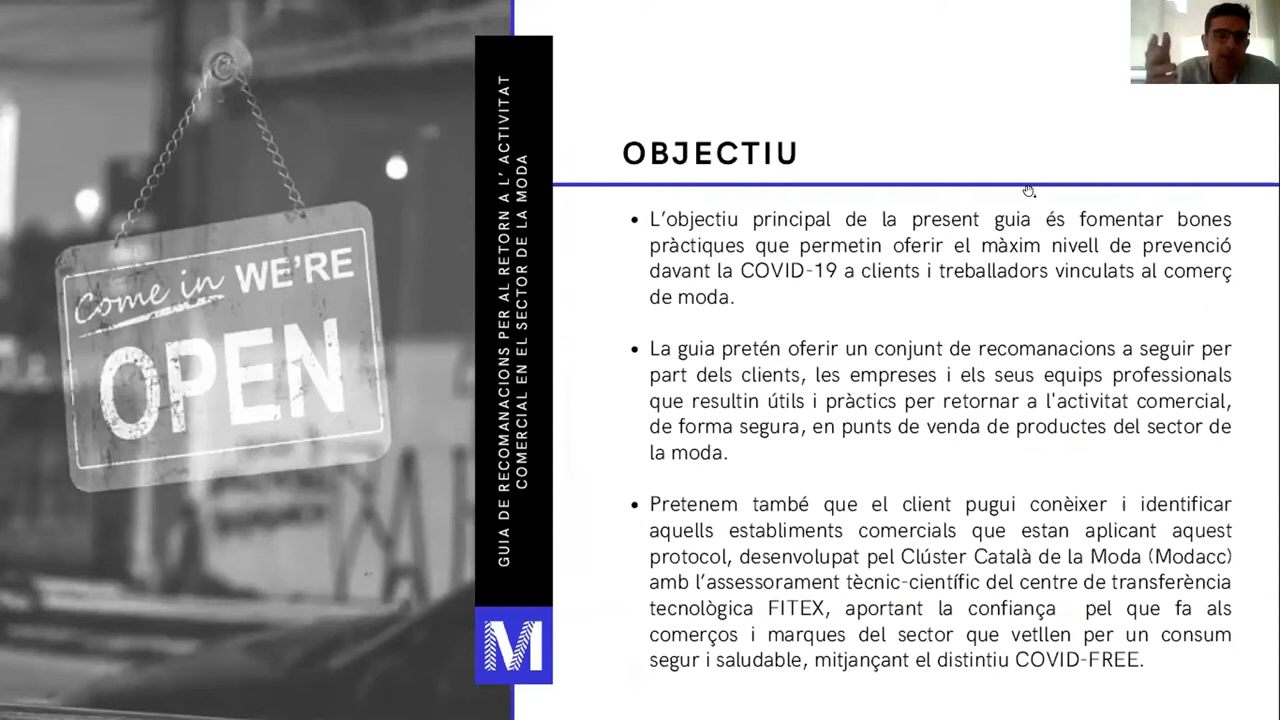 Come in WE'RE
OPEN
GUIA DE RECOMANACIONS PER AL RETORN A L' ACTIVITAT
COMERCIAL EN EL SECTOR DE LA MODA
M
OBJECTIU
• L'objectiu principal de la present guia és fomentar bones
pràctiques que permetin oferir el màxim nivell de prevenció
davant la COVID-19 a clients i treballadors vinculats al comerç
de moda.
• La guia pretén oferir un conjunt de recomanacions a seguir per
part dels clients, les empreses i els seus equips professionals
que resultin útils i pràctics per retornar a l'activitat comercial,
de forma segura, en punts de venda de productes del sector de
la moda.
• Pretenem també que el client pugui conèixer i identificar
aquells establiments comercials que estan aplicant aquest
protocol, desenvolupat pel Clúster Català de la Moda (Modacc)
amb l'assessorament tècnic-científic del centre de transferència
tecnològica FITEX, aportant la confiança pel que fa als
comerços i marques del sector que vetllen per un consum
segur i saludable, mitjançant el distintiu COVID-FREE.